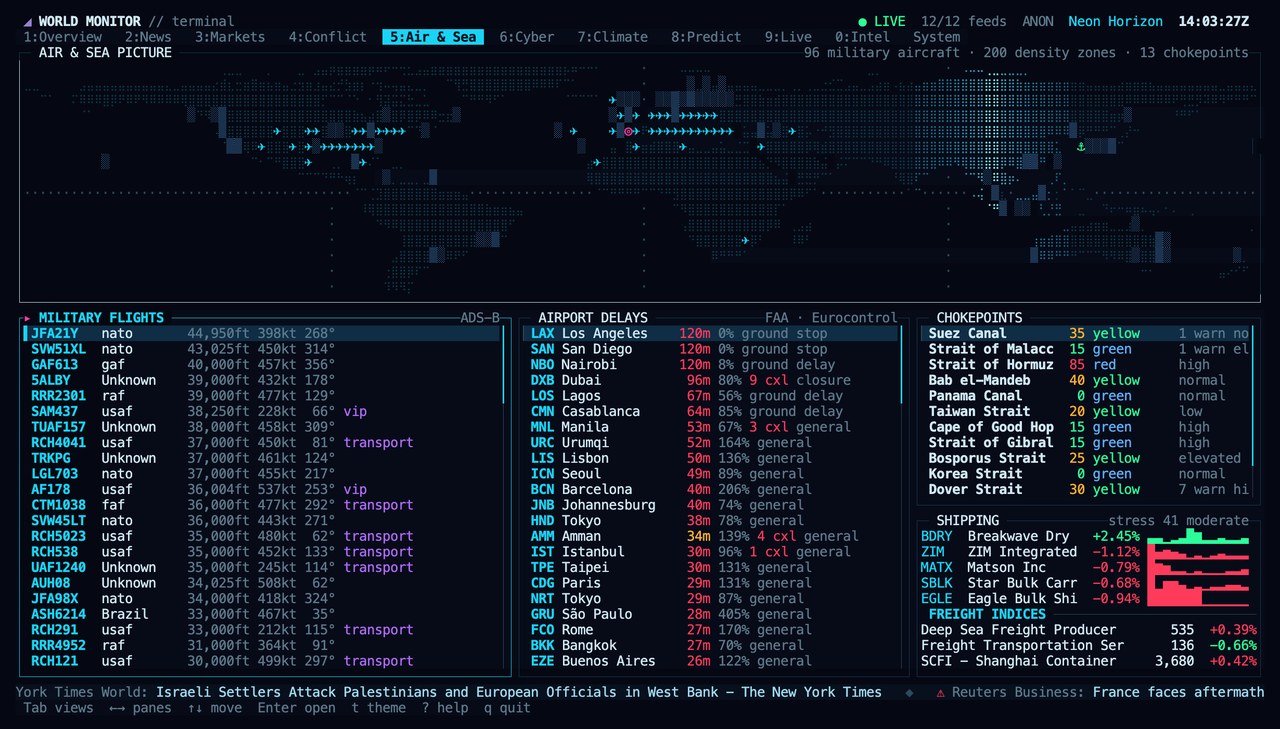 WORLD MONITOR // terminal ● LIVE 12/12 feeds ANON Neon Horizon 14:03:27Z
1:Overview 2:News 3:Markets 4:Conflict 5:Air & Sea 6:Cyber 7:Climate 8:Predict 9:Live 0:Intel System
AIR & SEA PICTURE 96 military aircraft · 200 density zones · 13 chokepoints
MILITARY FLIGHTS ADS-B
JFA21Y nato 44,950ft 398kt 268°
SVW51XL nato 43,025ft 450kt 314°
GAF613 gaf 40,000ft 457kt 356°
5ALBY Unknown 39,000ft 432kt 178°
RRR2301 raf 39,000ft 477kt 129°
SAM437 usaf 38,250ft 228kt 66° vip
TUAF157 Unknown 38,000ft 458kt 309°
RCH4041 usaf 37,000ft 450kt 81° transport
TRKPG Unknown 37,000ft 461kt 124°
LGL703 nato 37,000ft 455kt 217°
AF178 usaf 36,004ft 537kt 253° vip
CTM1038 faf 36,000ft 477kt 292° transport
SVW45LT nato 36,000ft 443kt 271°
RCH5023 usaf 35,000ft 480kt 62° transport
RCH538 usaf 35,000ft 452kt 133° transport
UAF1240 Unknown 35,000ft 245kt 114° transport
AUH08 Unknown 34,025ft 508kt 62°
JFA98X nato 34,000ft 418kt 324°
ASH6214 Brazil 33,000ft 467kt 35°
RCH291 usaf 33,000ft 212kt 115° transport
RRR4952 raf 31,000ft 364kt 91°
RCH121 usaf 30,000ft 499kt 297° transport
AIRPORT DELAYS FAA · Eurocontrol
LAX Los Angeles 120m 0% ground stop
SAN San Diego 120m 0% ground stop
NBO Nairobi 120m 8% ground delay
DXB Dubai 96m 80% 9 cxl closure
LOS Lagos 67m 56% ground delay
CMN Casablanca 64m 85% ground delay
MNL Manila 53m 67% 3 cxl general
URC Urumqi 52m 164% general
LIS Lisbon 50m 136% general
ICN Seoul 49m 89% general
BCN Barcelona 40m 206% general
JNB Johannesburg 40m 74% general
HND Tokyo 38m 78% general
AMM Amman 34m 139% 4 cxl general
IST Istanbul 30m 96% 1 cxl general
TPE Taipei 30m 131% general
CDG Paris 29m 131% general
NRT Tokyo 29m 87% general
GRU São Paulo 28m 405% general
FCO Rome 27m 170% general
BKK Bangkok 27m 70% general
EZE Buenos Aires 26m 122% general
CHOKEPOINTS
Suez Canal 35 yellow 1 warn no
Strait of Malacc 15 green 1 warn el
Strait of Hormuz 85 red high
Bab el-Mandeb 40 yellow normal
Panama Canal 0 green normal
Taiwan Strait 20 yellow low
Cape of Good Hop 15 green high
Strait of Gibral 15 green high
Bosporus Strait 25 yellow elevated
Korea Strait 0 green normal
Dover Strait 30 yellow 7 warn hi
SHIPPING stress 41 moderate
BDRY Breakwave Dry +2.45%
ZIM ZIM Integrated -1.12%
MATX Matson Inc -0.79%
SBLK Star Bulk Carr -0.68%
EGLE Eagle Bulk Shi -0.94%
FREIGHT INDICES
Deep Sea Freight Producer 535 +0.39%
Freight Transportation Ser 136 -0.66%
SCFI - Shanghai Container 3,680 +0.42%
York Times World: Israeli Settlers Attack Palestinians and European Officials in West Bank - The New York Times ◆ ⚠ Reuters Business: France faces aftermath
Tab views ←→ panes ↑↓ move Enter open t theme ? help q quit